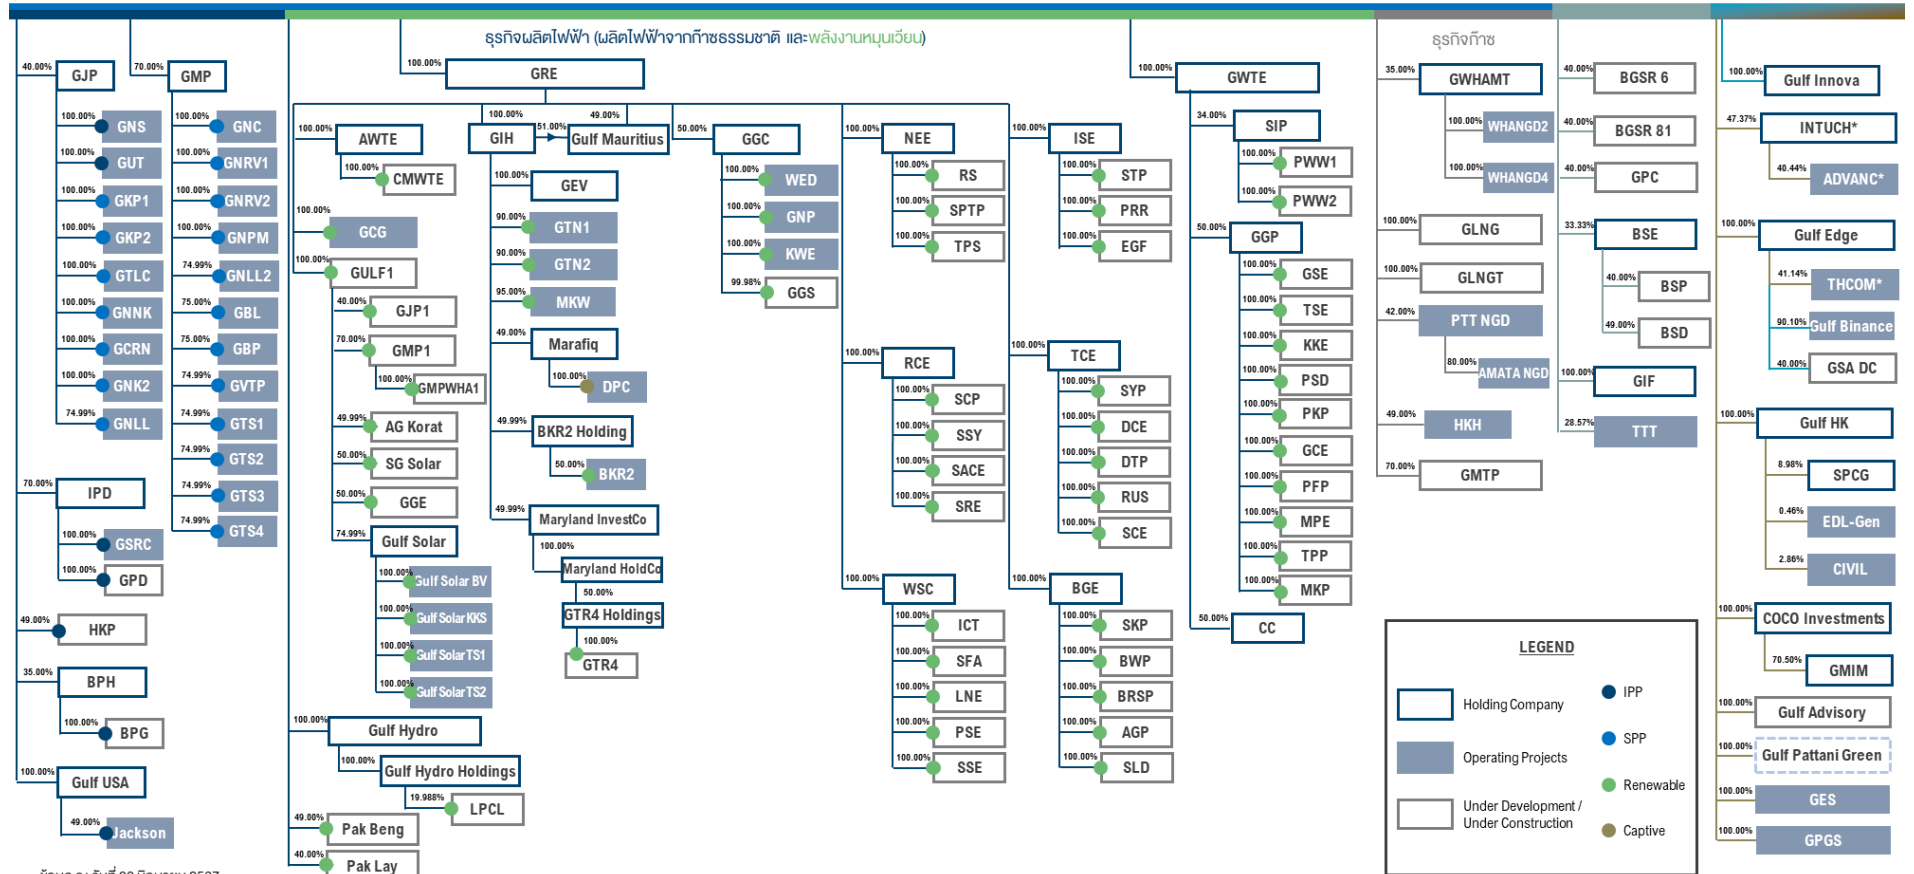 ธุรกิจผลิตไฟฟ้า (ผลิตไฟฟ้าจากก๊าซธรรมชาติ และพลังงานหมุนเวียน)
ธุรกิจก๊าซ
40.00% GJP
100.00% GNS
100.00% GUT
100.00% GKP1
100.00% GKP2
100.00% GTLC
100.00% GNNK
100.00% GCRN
100.00% GNK2
74.99% GNLL
70.00% IPD
100.00% GSRC
100.00% GPD
49.00% HKP
35.00% BPH
100.00% BPG
100.00% Gulf USA
49.00% Jackson
70.00% GMP
100.00% GNC
100.00% GNRV1
100.00% GNRV2
100.00% GNPM
74.99% GNLL2
75.00% GBL
75.00% GBP
74.99% GVTP
74.99% GTS1
74.99% GTS2
74.99% GTS3
74.99% GTS4
100.00% GRE
100.00% AWTE
100.00% CMWTE
100.00% GCG
100.00% GULF1
40.00% GJP1
70.00% GMP1
100.00% GMPWHA1
49.99% AG Korat
50.00% SG Solar
50.00% GGE
74.99% Gulf Solar
100.00% Gulf Solar BV
100.00% Gulf Solar KKS
100.00% Gulf Solar TS1
100.00% Gulf Solar TS2
100.00% Gulf Hydro
100.00% Gulf Hydro Holdings
19.988% LPCL
49.00% Pak Beng
40.00% Pak Lay
100.00% GIH
51.00% 49.00% Gulf Mauritius
100.00% GEV
90.00% GTN1
90.00% GTN2
95.00% MKW
49.00% Marafiq
100.00% DPC
49.99% BKR2 Holding
50.00% BKR2
49.99% Maryland InvestCo
100.00% Maryland HoldCo
50.00% GTR4 Holdings
100.00% GTR4
50.00% GGC
100.00% WED
100.00% GNP
100.00% KWE
99.98% GGS
100.00% NEE
100.00% RS
100.00% SPTP
100.00% TPS
100.00% RCE
100.00% SCP
100.00% SSY
100.00% SACE
100.00% SRE
100.00% WSC
100.00% ICT
100.00% SFA
100.00% LNE
100.00% PSE
100.00% SSE
100.00% ISE
100.00% STP
100.00% PRR
100.00% EGF
100.00% TCE
100.00% SYP
100.00% DCE
100.00% DTP
100.00% RUS
100.00% SCE
100.00% BGE
100.00% SKP
100.00% BWP
100.00% BRSP
100.00% AGP
100.00% SLD
100.00% GWTE
34.00% SIP
100.00% PWW1
100.00% PWW2
50.00% GGP
100.00% GSE
100.00% TSE
100.00% KKE
100.00% PSD
100.00% PKP
100.00% GCE
100.00% PFP
100.00% MPE
100.00% TPP
100.00% MKP
50.00% CC
35.00% GWHAMT
100.00% WHANGD2
100.00% WHANGD4
100.00% GLNG
100.00% GLNGT
42.00% PTT NGD
80.00% AMATA NGD
49.00% HKH
70.00% GMTP
40.00% BGSR 6
40.00% BGSR 81
40.00% GPC
33.33% BSE
40.00% BSP
49.00% BSD
100.00% GIF
28.57% TTT
100.00% Gulf Innova
47.37% INTUCH*
40.44% ADVANC*
100.00% Gulf Edge
41.14% THCOM*
90.10% Gulf Binance
40.00% GSA DC
100.00% Gulf HK
8.98% SPCG
0.46% EDL-Gen
2.86% CIVIL
100.00% COCO Investments
70.50% GMIM
100.00% Gulf Advisory
100.00% Gulf Pattani Green
100.00% GES
100.00% GPGS
LEGEND
Holding Company
Operating Projects
Under Development /
Under Construction
IPP
SPP
Renewable
Captive